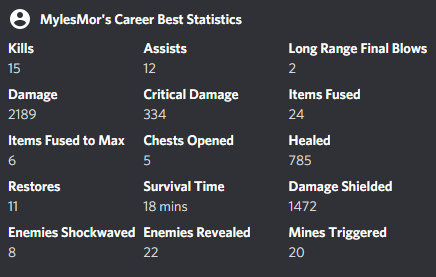 MylesMor's Career Best Statistics
Kills Assists Long Range Final Blows
15 12 2
Damage Critical Damage Items Fused
2189 334 24
Items Fused to Max Chests Opened Healed
6 5 785
Restores Survival Time Damage Shielded
11 18 mins 1472
Enemies Shockwaved Enemies Revealed Mines Triggered
8 22 20